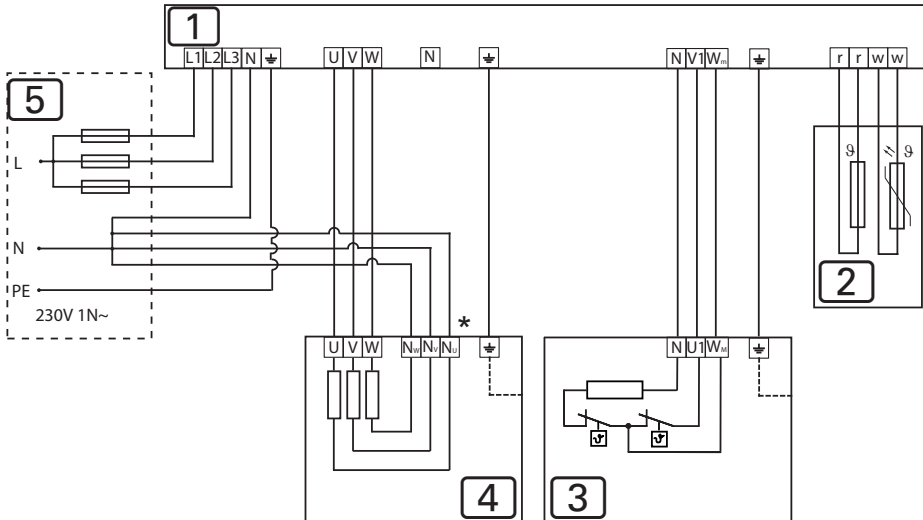 1
L1 L2 L3 N ⏚ U V W N ⏚ N V1 Wm ⏚ r r w w
5
L
N
PE
230V 1N~
ϑ ϑ
2
*
U V W NW NV NU ⏚ N U1 WM ⏚
ϑ ϑ
4 3